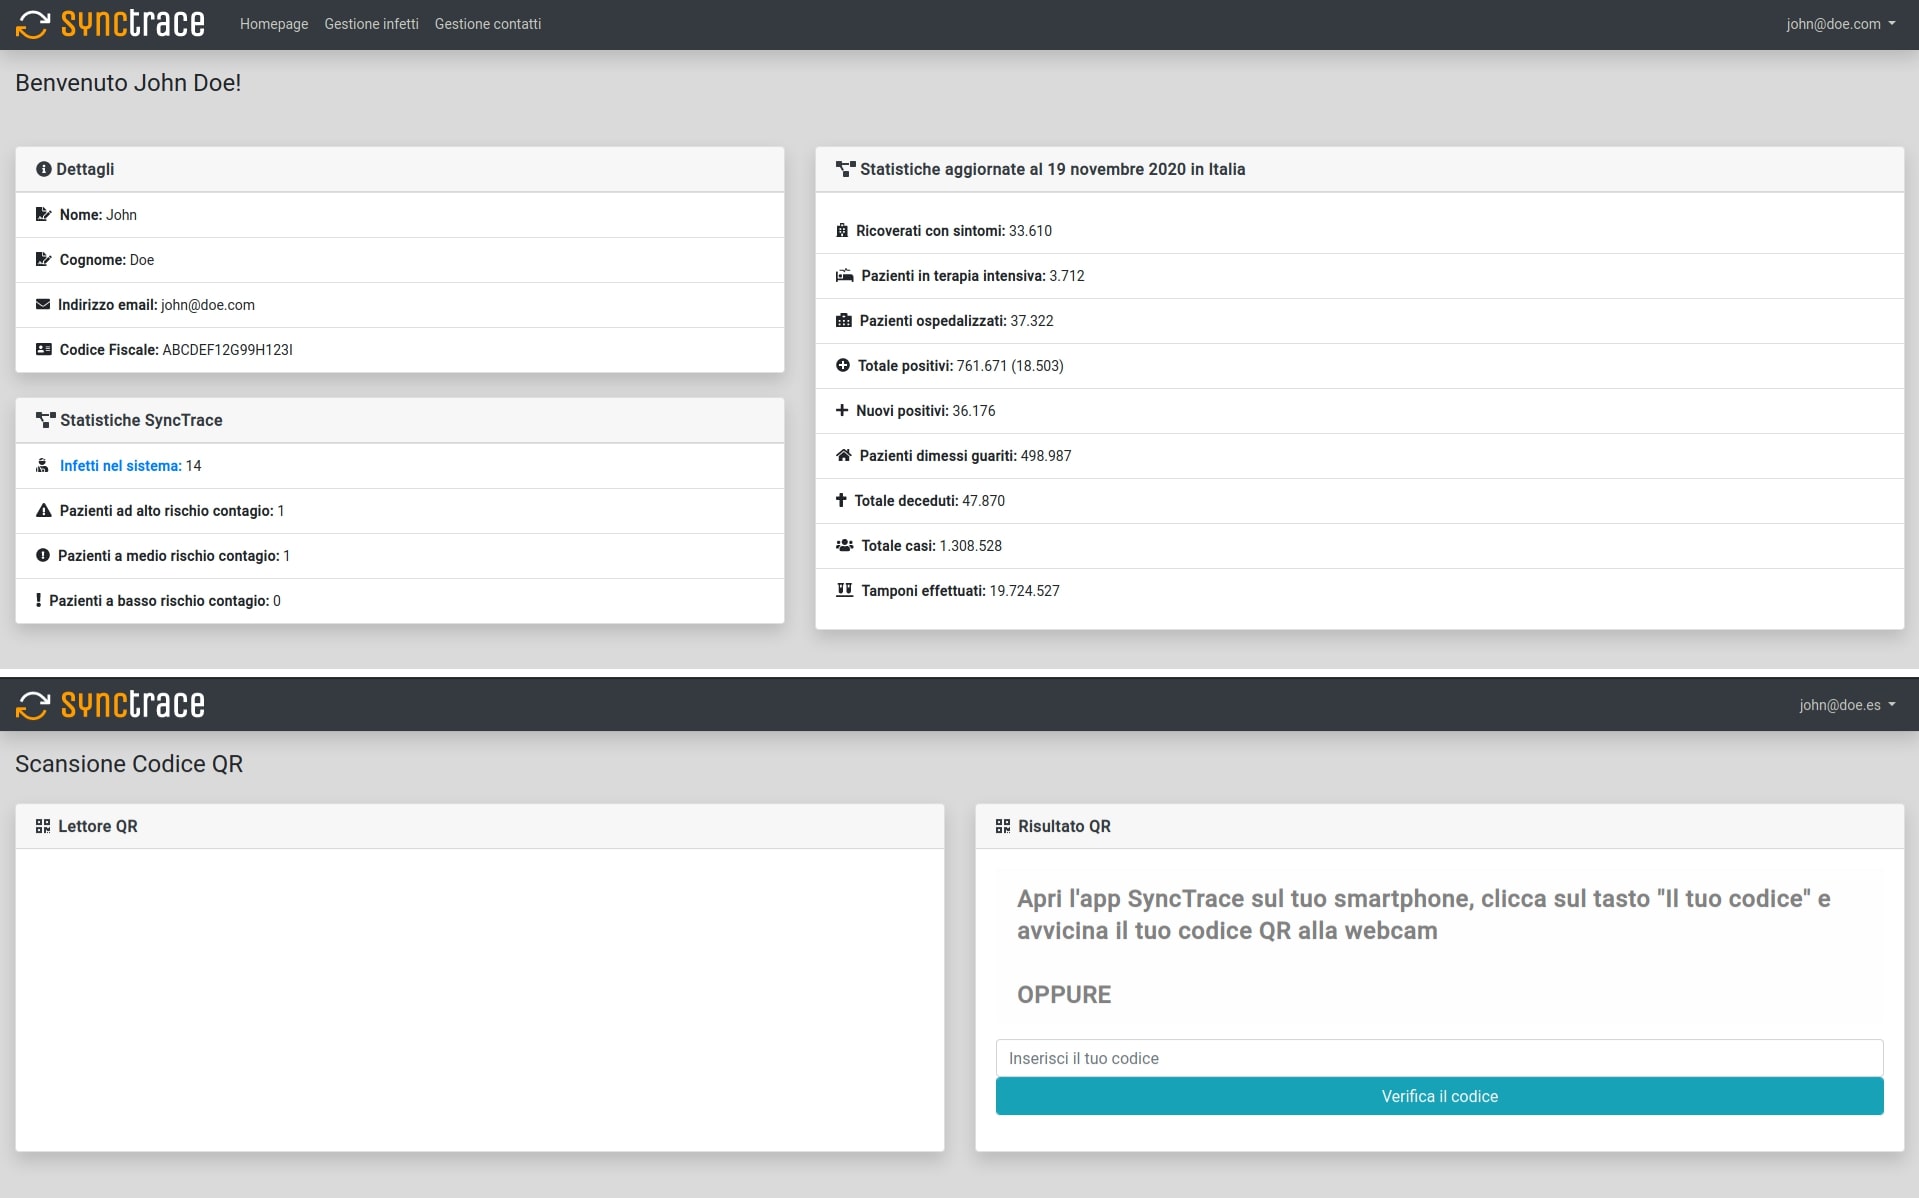 synctrace
Homepage Gestione infetti Gestione contatti
john@doe.com
Benvenuto John Doe!
Dettagli
Nome: John
Cognome: Doe
Indirizzo email: john@doe.com
Codice Fiscale: ABCDEF12G99H123I
Statistiche SyncTrace
Infetti nel sistema: 14
Pazienti ad alto rischio contagio: 1
Pazienti a medio rischio contagio: 1
Pazienti a basso rischio contagio: 0
Statistiche aggiornate al 19 novembre 2020 in Italia
Ricoverati con sintomi: 33.610
Pazienti in terapia intensiva: 3.712
Pazienti ospedalizzati: 37.322
Totale positivi: 761.671 (18.503)
Nuovi positivi: 36.176
Pazienti dimessi guariti: 498.987
Totale deceduti: 47.870
Totale casi: 1.308.528
Tamponi effettuati: 19.724.527
synctrace
john@doe.es
Scansione Codice QR
Lettore QR
Risultato QR
Apri l'app SyncTrace sul tuo smartphone, clicca sul tasto "Il tuo codice" e
avvicina il tuo codice QR alla webcam
OPPURE
Inserisci il tuo codice
Verifica il codice